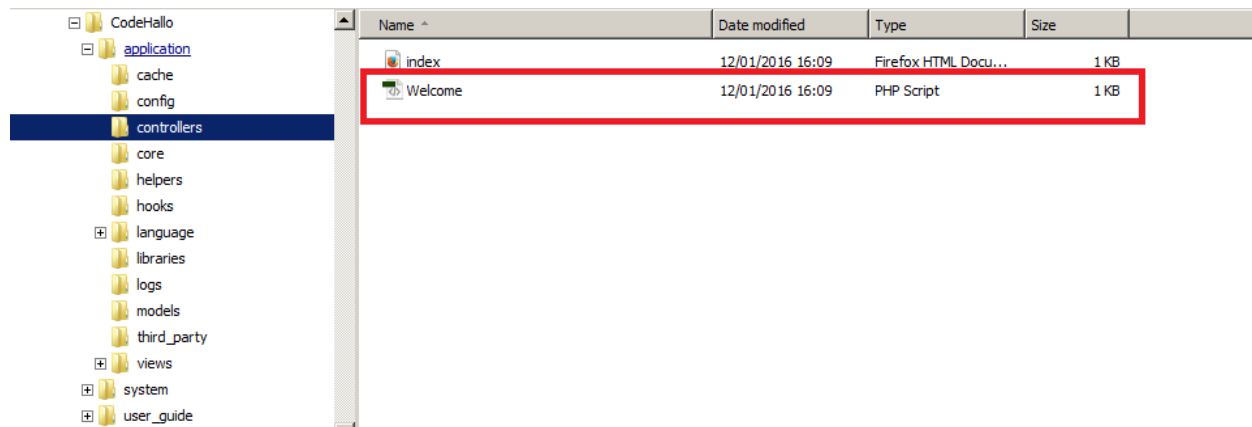 CodeHallo
application
cache
config
controllers
core
helpers
hooks
language
libraries
logs
models
third_party
views
system
user_guide
Name Date modified Type Size
index 12/01/2016 16:09 Firefox HTML Docu... 1 KB
Welcome 12/01/2016 16:09 PHP Script 1 KB